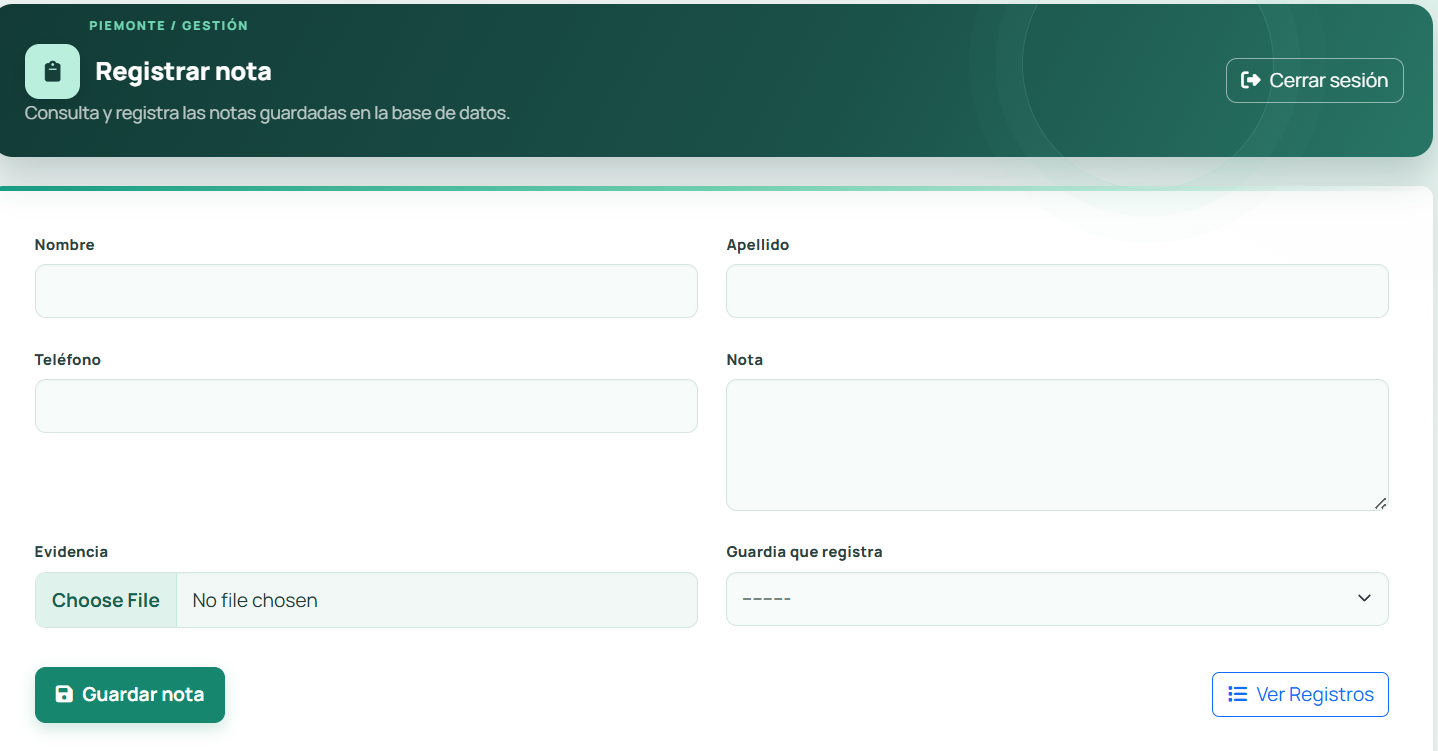 PIEMONTE / GESTIÓN
Registrar nota
Cerrar sesión
Consulta y registra las notas guardadas en la base de datos.
Nombre
Apellido
Teléfono
Nota
Evidencia
Guardia que registra
Choose File
No file chosen
---------
Guardar nota
Ver Registros